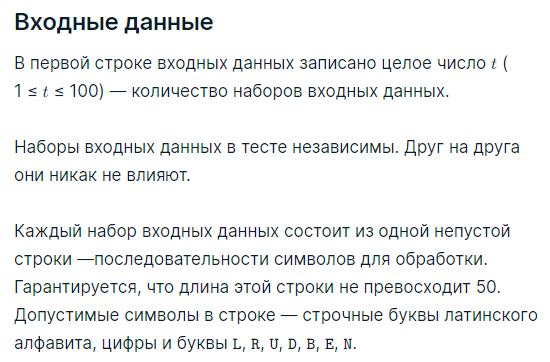 Входные данные
В первой строке входных данных записано целое число t (
1 ≤ t ≤ 100) — количество наборов входных данных.
Наборы входных данных в тесте независимы. Друг на друга
они никак не влияют.
Каждый набор входных данных состоит из одной непустой
строки —последовательности символов для обработки.
Гарантируется, что длина этой строки не превосходит 50.
Допустимые символы в строке — строчные буквы латинского
алфавита, цифры и буквы L, R, U, D, B, E, N.